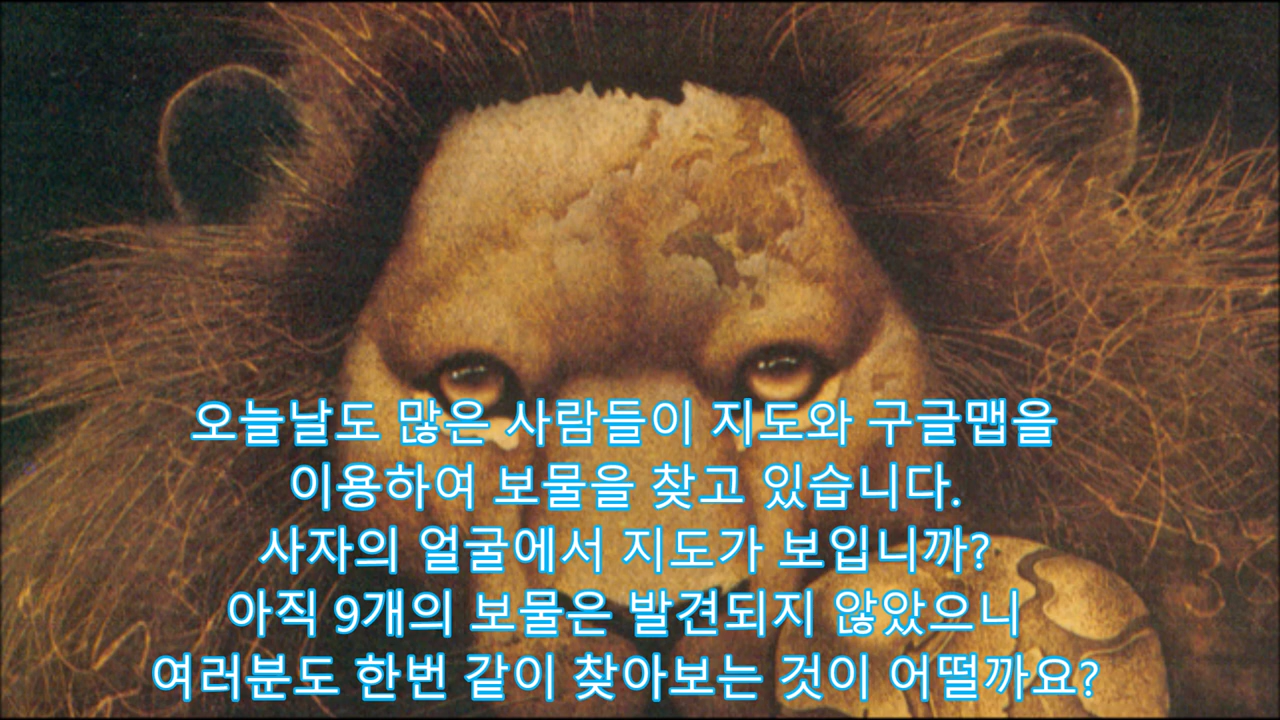 오늘날도 많은 사람들이 지도와 구글맵을
이용하여 보물을 찾고 있습니다.
사자의 얼굴에서 지도가 보입니까?
아직 9개의 보물은 발견되지 않았으니
여러분도 한번 같이 찾아보는 것이 어떨까요?